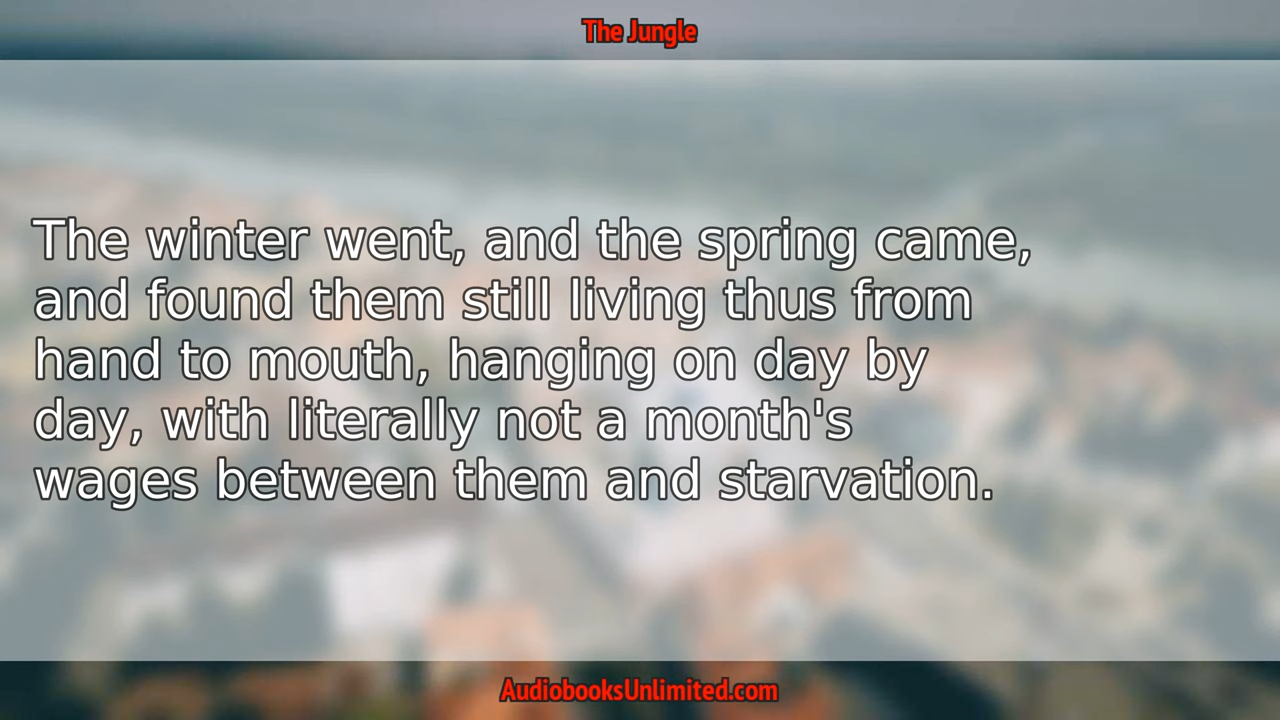 The Jungle
The winter went, and the spring came,
and found them still living thus from
hand to mouth, hanging on day by
day, with literally not a month's
wages between them and starvation.
AudiobooksUnlimited.com